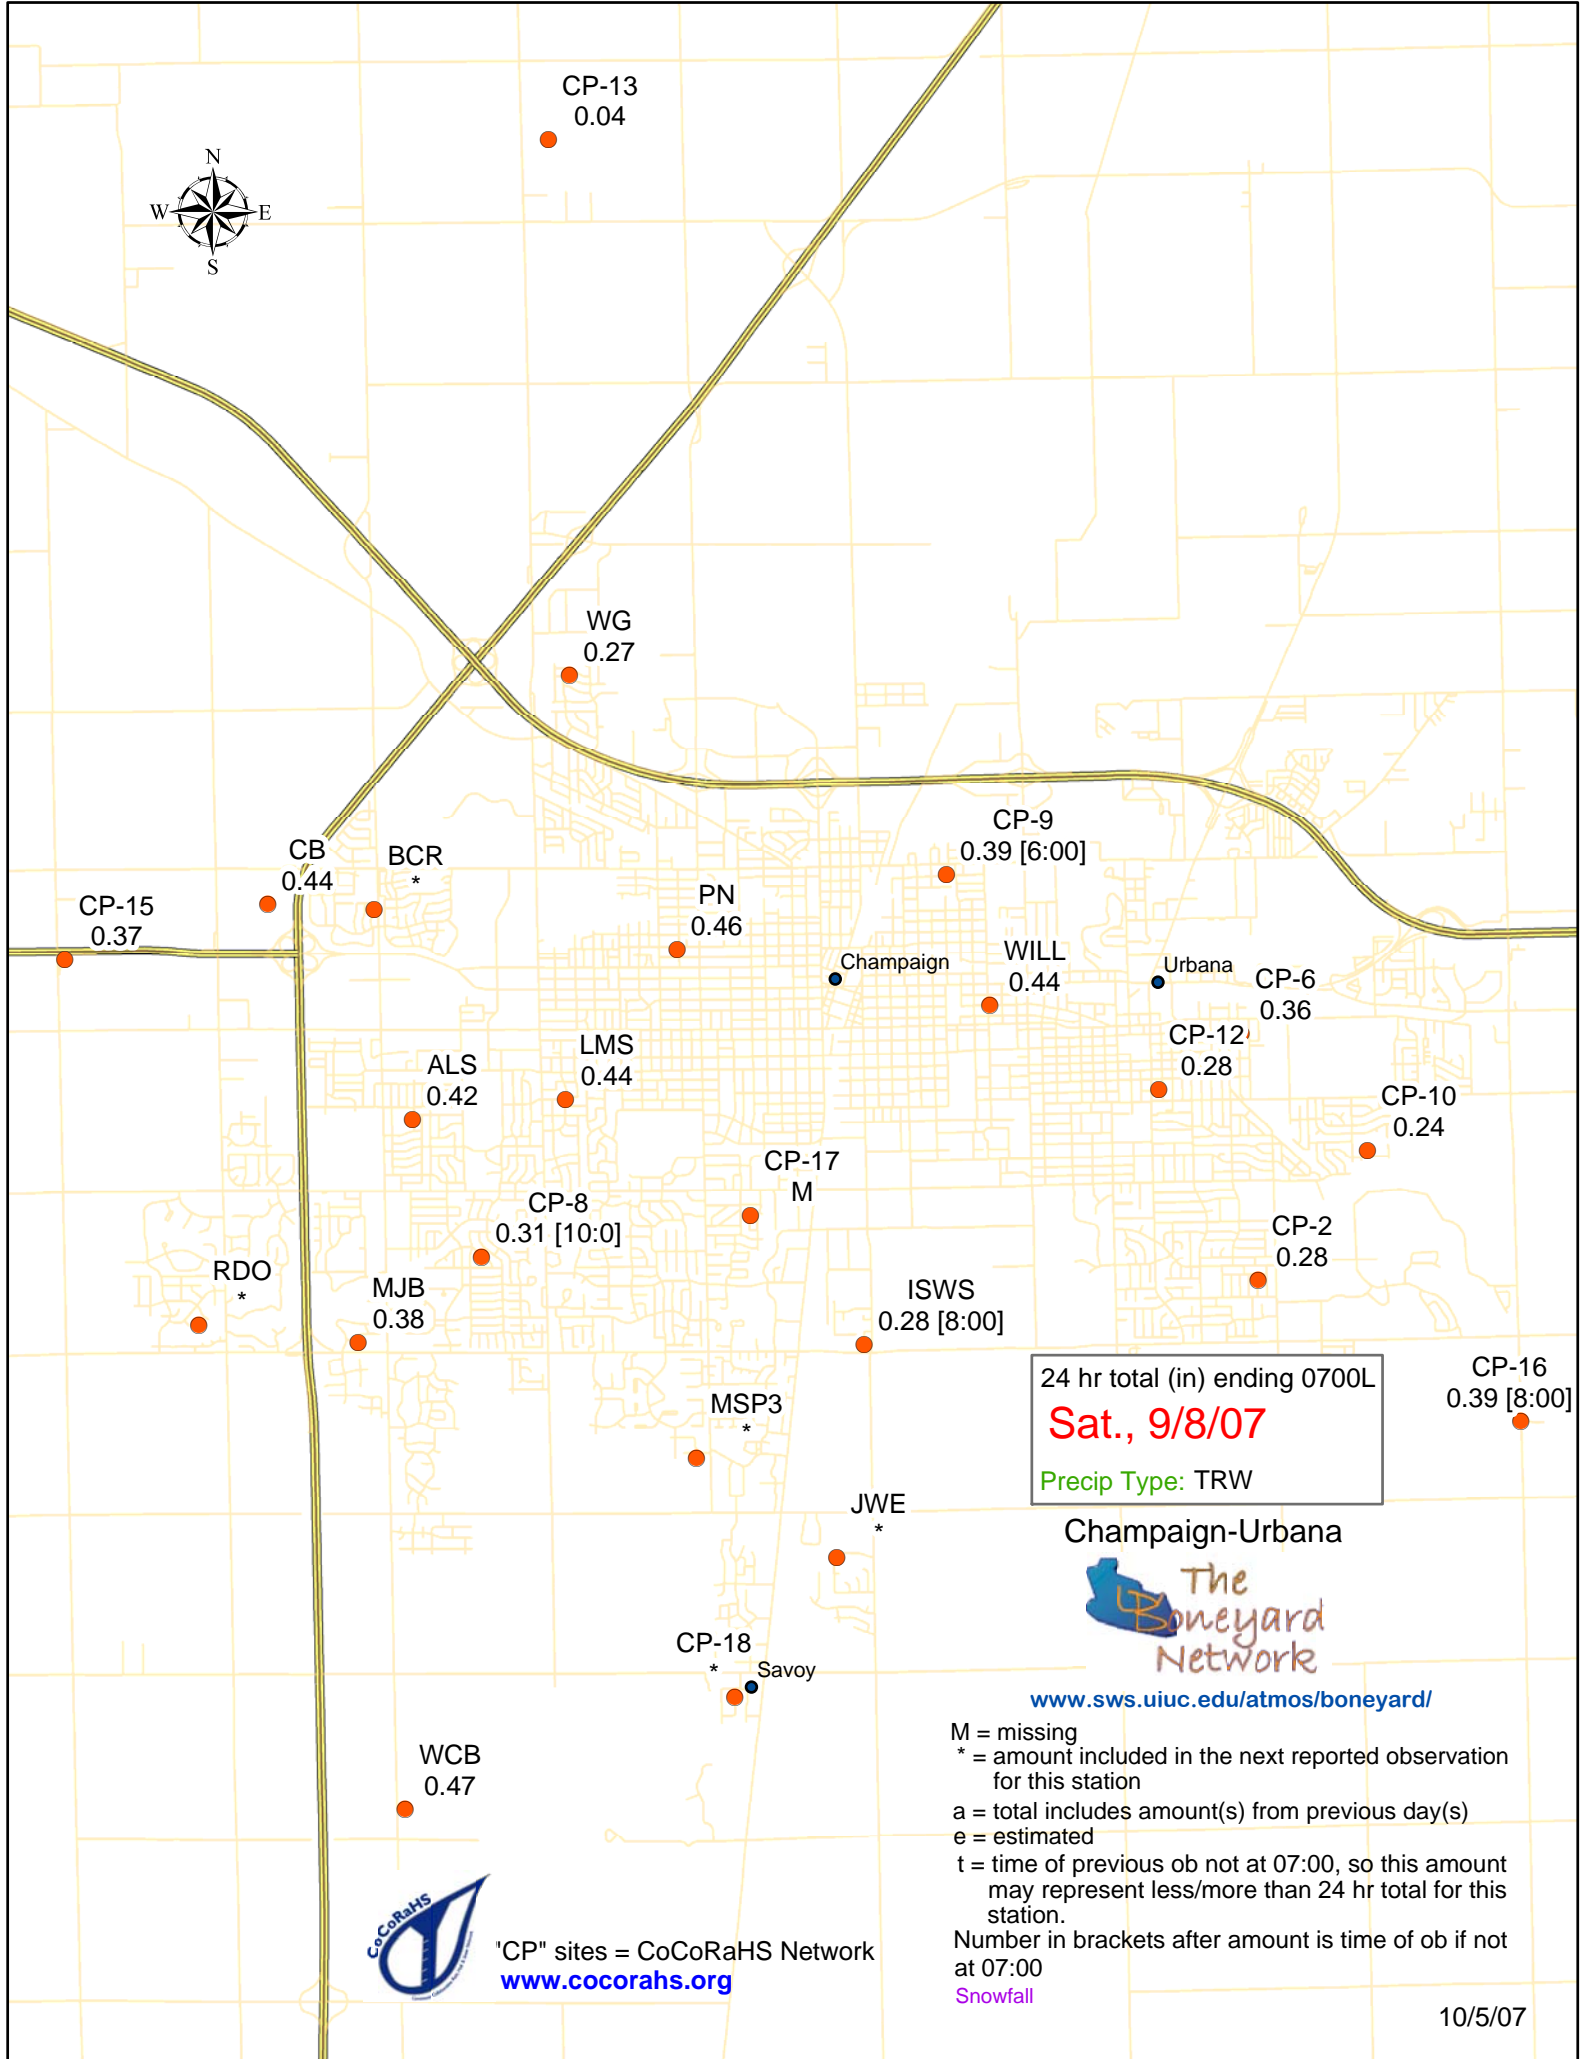 CP-13
0.04
N
W E
S
WG
0.27
CP-9
0.39 [6:00]
CB
0.44
BCR
*
CP-15
0.37
PN
0.46
Champaign
WILL
0.44
Urbana
CP-6
0.36
CP-12
0.28
LMS
0.44
ALS
0.42
CP-10
0.24
CP-17
M
CP-8
0.31 [10:0]
CP-2
0.28
RDO
*
MJB
0.38
ISWS
0.28 [8:00]
CP-16
0.39 [8:00]
24 hr total (in) ending 0700L
Sat., 9/8/07
Precip Type: TRW
MSP3
*
JWE
*
Champaign-Urbana
The
Boneyard
Network
www.sws.uiuc.edu/atmos/boneyard/
CP-18
*
Savoy
WCB
0.47
M = missing
* = amount included in the next reported observation
for this station
a = total includes amount(s) from previous day(s)
e = estimated
t = time of previous ob not at 07:00, so this amount
may represent less/more than 24 hr total for this
station.
Number in brackets after amount is time of ob if not
at 07:00
Snowfall
CoCoRaHS
"CP" sites = CoCoRaHS Network
www.cocorahs.org
10/5/07